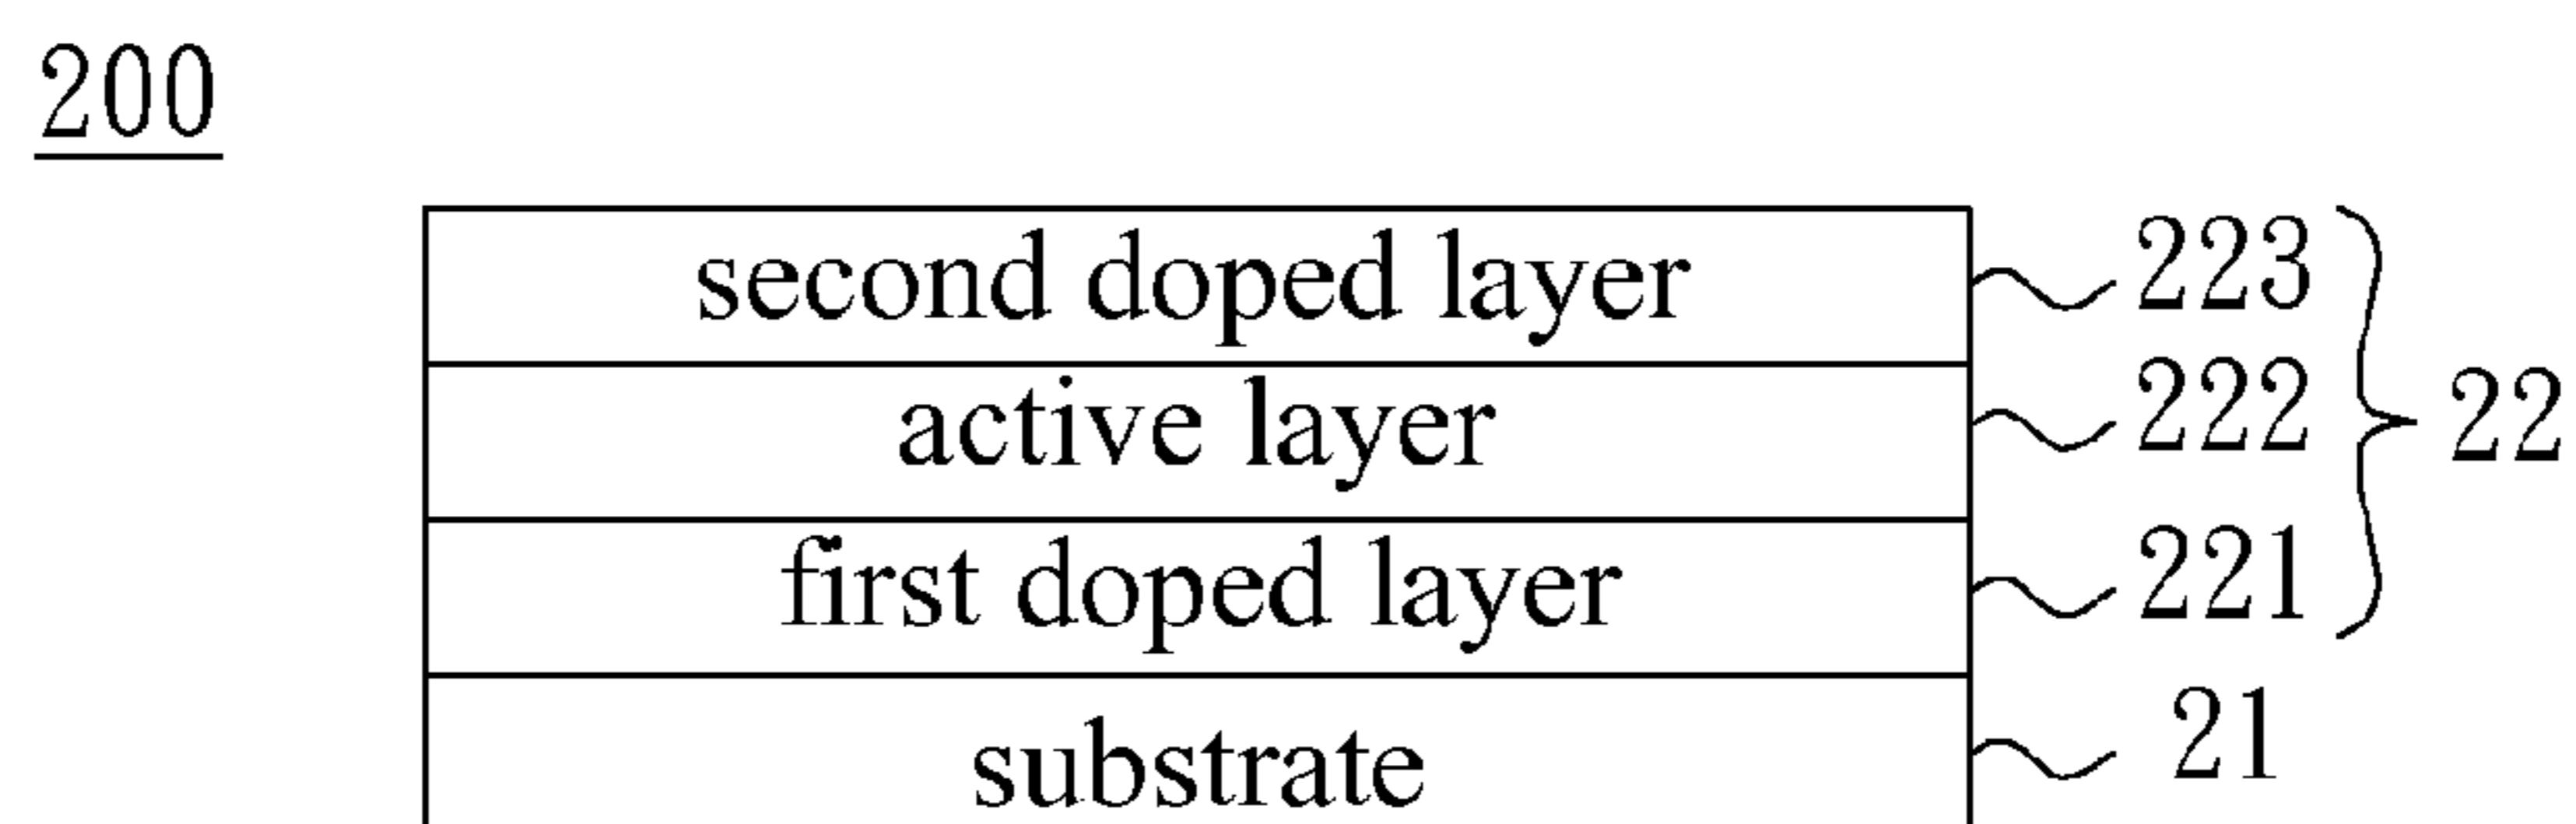 200
second doped layer 223
active layer 222 22
first doped layer 221
substrate 21